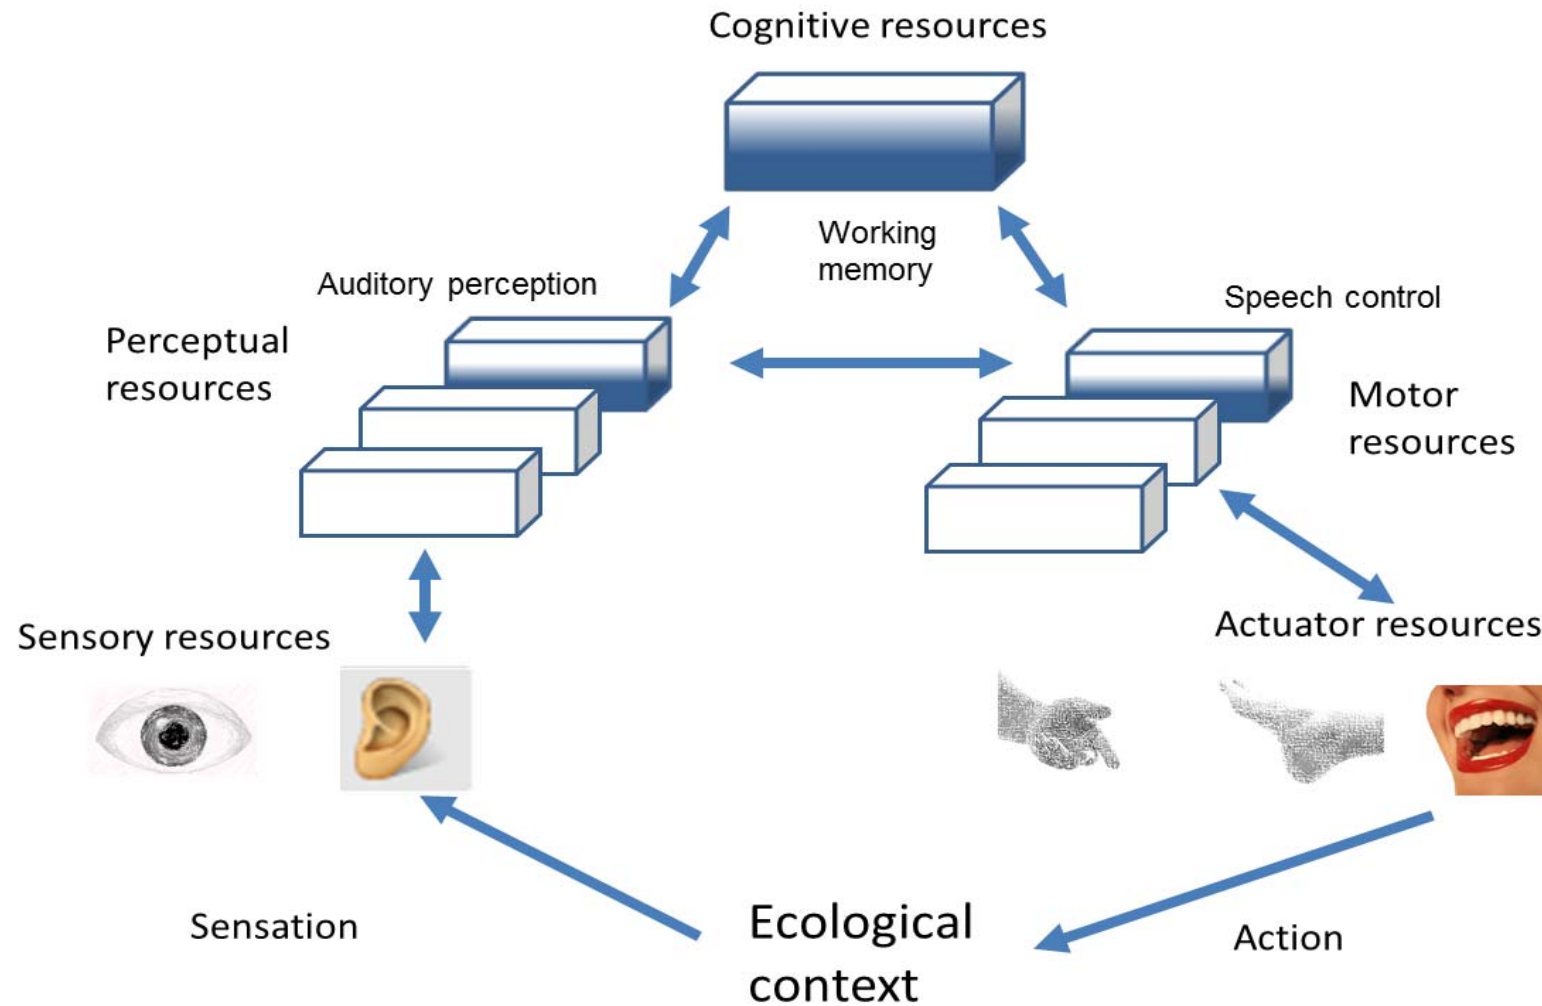 Cognitive resources
Working
memory
Auditory perception
Speech control
Perceptual
resources
Motor
resources
Sensory resources
Actuator resources
Sensation
Ecological
context
Action